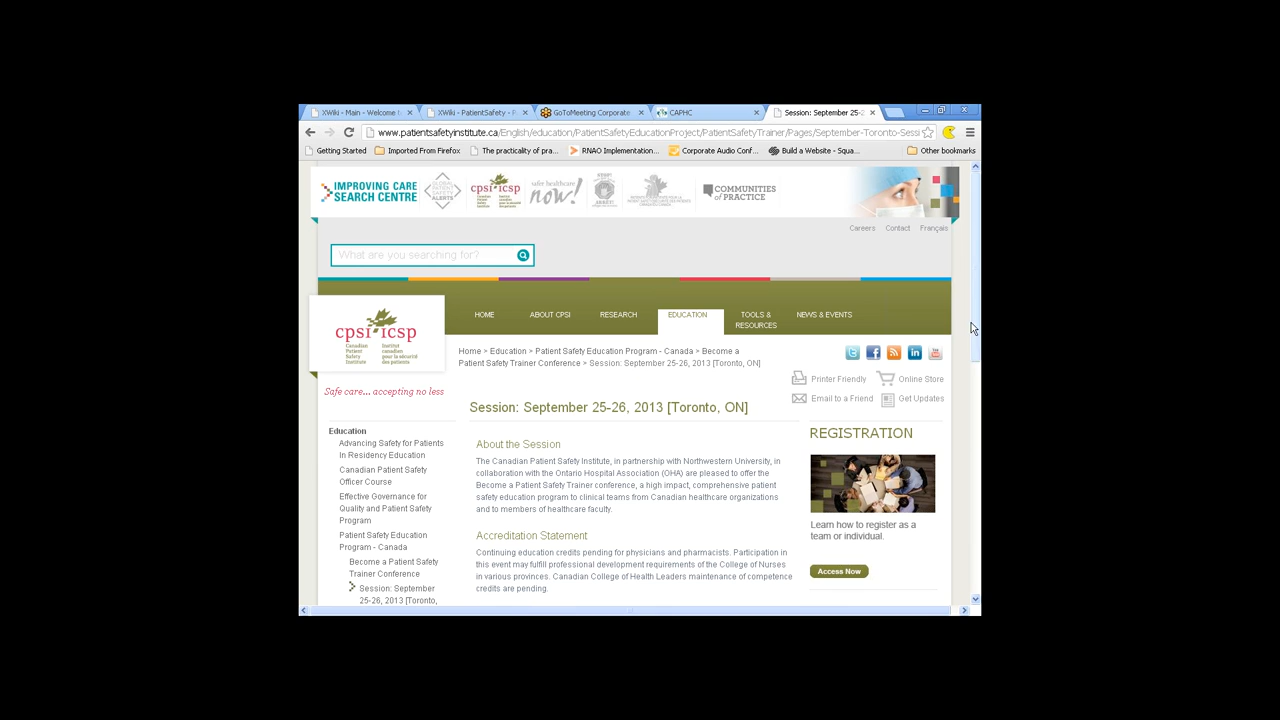 XWiki - Main - Welcome t
XWiki - PatientSafety - F
GoToMeeting Corporate
CAPHC
Session: September 25-2
www.patientsafetyinstitute.ca/English/education/PatientSafetyEducationProject/PatientSafetyTrainer/Pages/September-Toronto-Sessi
Getting Started
Imported From Firefox
The practicality of pra...
RNAO Implementation...
Corporate Audio Conf...
Build a Website - Squa...
Other bookmarks
IMPROVING CARE
SEARCH CENTRE
GLOBAL
PATIENT
SAFETY
ALERTS
cpsi icsp
safer healthcare
now!
COMMUNITIES
OF PRACTICE
Careers Contact Français
What are you searching for?
HOME
ABOUT CPSI
RESEARCH
EDUCATION
TOOLS &
RESOURCES
NEWS & EVENTS
cpsi icsp
Canadian
Patient
Safety
Institute
Institut
canadien
pour la sécurité
des patients
Safe care... accepting no less
Home > Education > Patient Safety Education Program - Canada > Become a
Patient Safety Trainer Conference > Session: September 25-26, 2013 [Toronto, ON]
Printer Friendly
Online Store
Email to a Friend
Get Updates
Education
Advancing Safety for Patients
In Residency Education
Canadian Patient Safety
Officer Course
Effective Governance for
Quality and Patient Safety
Program
Patient Safety Education
Program - Canada
Become a Patient Safety
Trainer Conference
Session: September
25-26, 2013 [Toronto,
Session: September 25-26, 2013 [Toronto, ON]
About the Session
The Canadian Patient Safety Institute, in partnership with Northwestern University, in
collaboration with the Ontario Hospital Association (OHA) are pleased to offer the
Become a Patient Safety Trainer conference, a high impact, comprehensive patient
safety education program to clinical teams from Canadian healthcare organizations
and to members of healthcare faculty.
Accreditation Statement
Continuing education credits pending for physicians and pharmacists. Participation in
this event may fulfill professional development requirements of the College of Nurses
in various provinces. Canadian College of Health Leaders maintenance of competence
credits are pending.
REGISTRATION
Learn how to register as a
team or individual.
Access Now